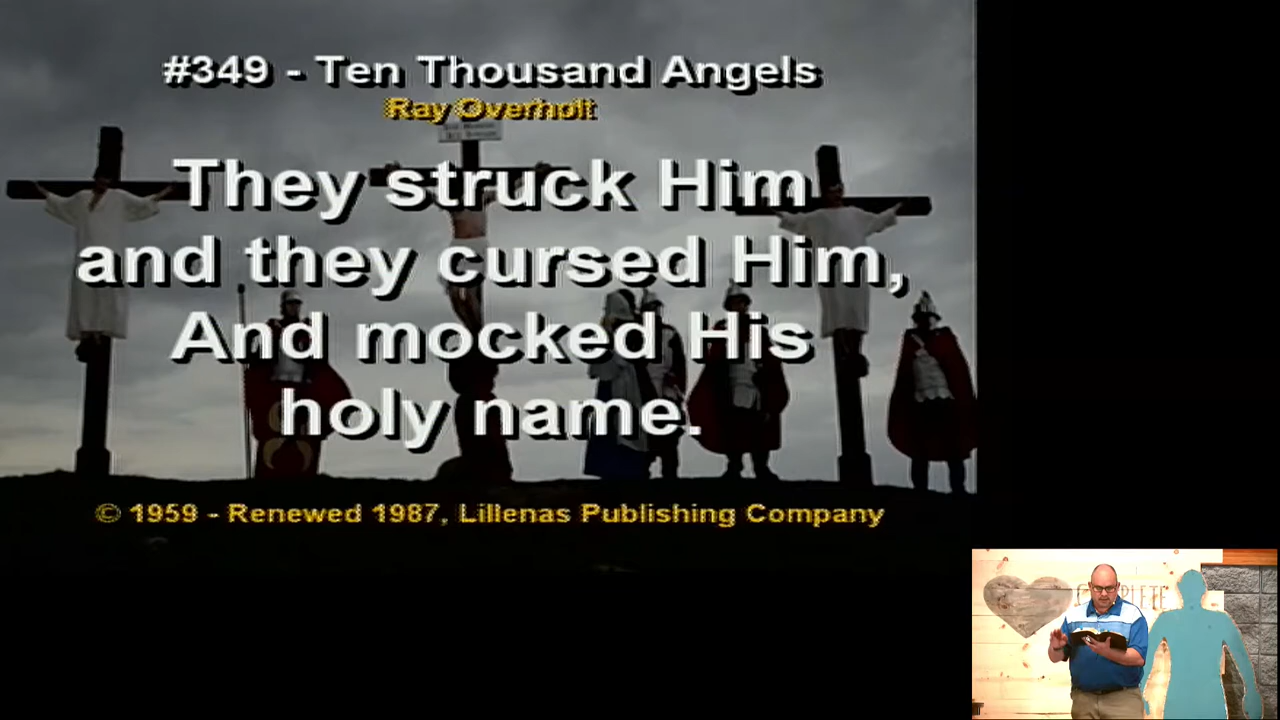 #349 - Ten Thousand Angels
Ray Overholt
They struck Him
and they cursed Him,
And mocked His
holy name.
© 1959 - Renewed 1987, Lillenas Publishing Company